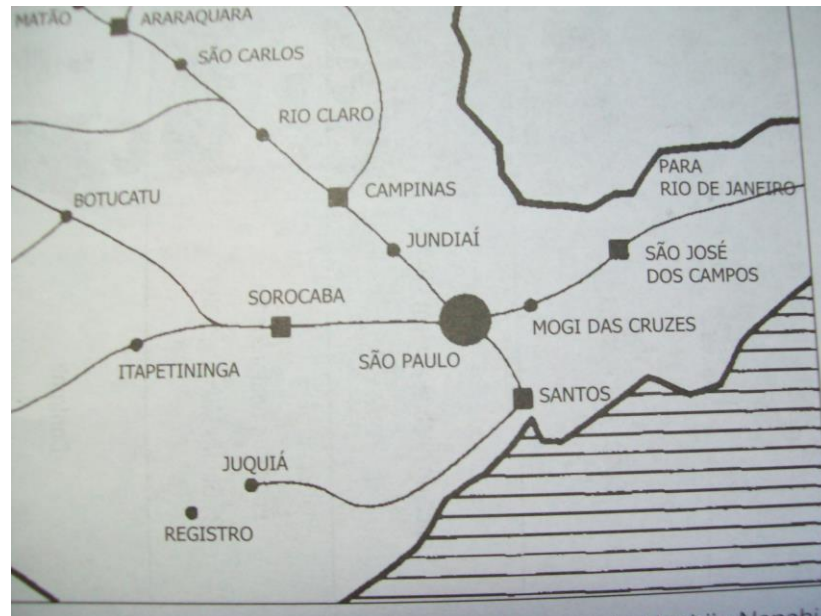 MATÃO
ARARAQUARA
SÃO CARLOS
RIO CLARO
CAMPINAS
PARA
RIO DE JANEIRO
BOTUCATU
JUNDIAÍ
SÃO JOSÉ
DOS CAMPOS
SOROCABA
MOGI DAS CRUZES
SÃO PAULO
ITAPETININGA
SANTOS
JUQUIÁ
REGISTRO